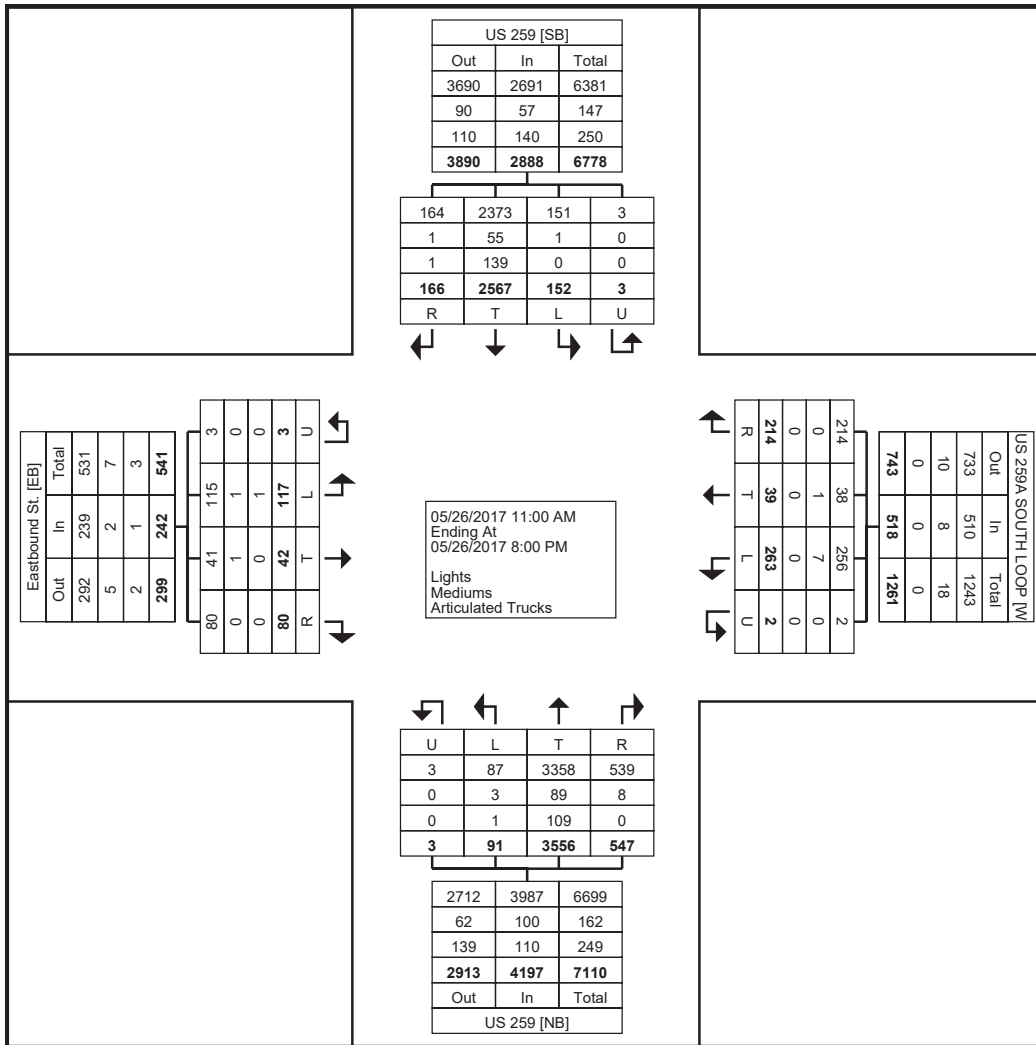 US 259 [SB]
Out In Total
3690 2691 6381
90 57 147
110 140 250
3890 2888 6778
164 2373 151 3
1 55 1 0
1 139 0 0
166 2567 152 3
R T L U
Eastbound St. [EB]
Total In Out
531 239 292
7 2 5
3 1 2
541 242 299
3 115 41 80
0 1 1 0
0 1 0 0
3 117 42 80
U L T R
05/26/2017 11:00 AM
Ending At
05/26/2017 8:00 PM
Lights
Mediums
Articulated Trucks
US 259A SOUTH LOOP [W
Out In Total
733 510 1243
10 8 18
0 0 0
743 518 1261
214 38 256 2
0 1 7 0
0 0 0 0
214 39 263 2
R T L U
U L T R
3 87 3358 539
0 3 89 8
0 1 109 0
3 91 3556 547
2712 3987 6699
62 100 162
139 110 249
2913 4197 7110
Out In Total
US 259 [NB]